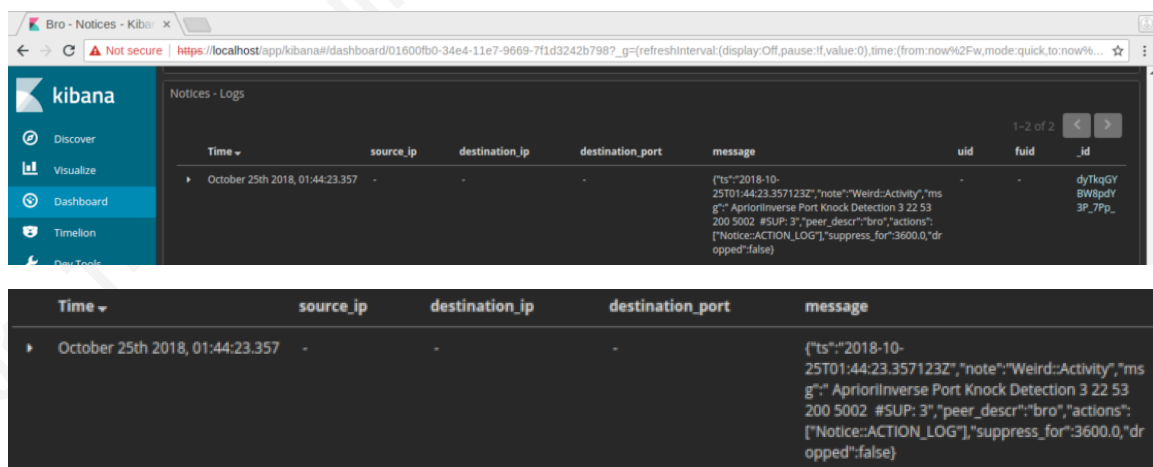 Bro - Notices - Kibar
Not secure | https://localhost/app/kibana#/dashboard/01600fb0-34e4-11e7-9669-7f1d3242b798?_g=(refreshInterval:(display:Off,pause:!f,value:0),time:(from:now%2Fw,mode:quick,to:now%...
kibana
Notices - Logs
1–2 of 2
Discover
Time source_ip destination_ip destination_port message uid fuid _id
Visualize
October 25th 2018, 01:44:23.357 - - - {"ts":"2018-10- - - dyTkqGY
25T01:44:23.357123Z","note":"Weird::Activity","ms BW8pdY
Dashboard
g":" AprioriInverse Port Knock Detection 3 22 53 3P_7Pp_
200 5002 #SUP: 3","peer_descr":"bro","actions":
Timelion
["Notice::ACTION_LOG"],"suppress_for":3600.0,"dr
opped":false}
Dev Tools
Time source_ip destination_ip destination_port message
October 25th 2018, 01:44:23.357 - - - {"ts":"2018-10-
25T01:44:23.357123Z","note":"Weird::Activity","ms
g":" AprioriInverse Port Knock Detection 3 22 53
200 5002 #SUP: 3","peer_descr":"bro","actions":
["Notice::ACTION_LOG"],"suppress_for":3600.0,"dr
opped":false}